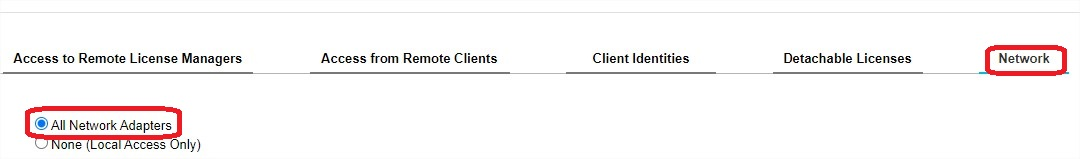 Access to Remote License Managers Access from Remote Clients Client Identities Detachable Licenses Network
All Network Adapters
None (Local Access Only)